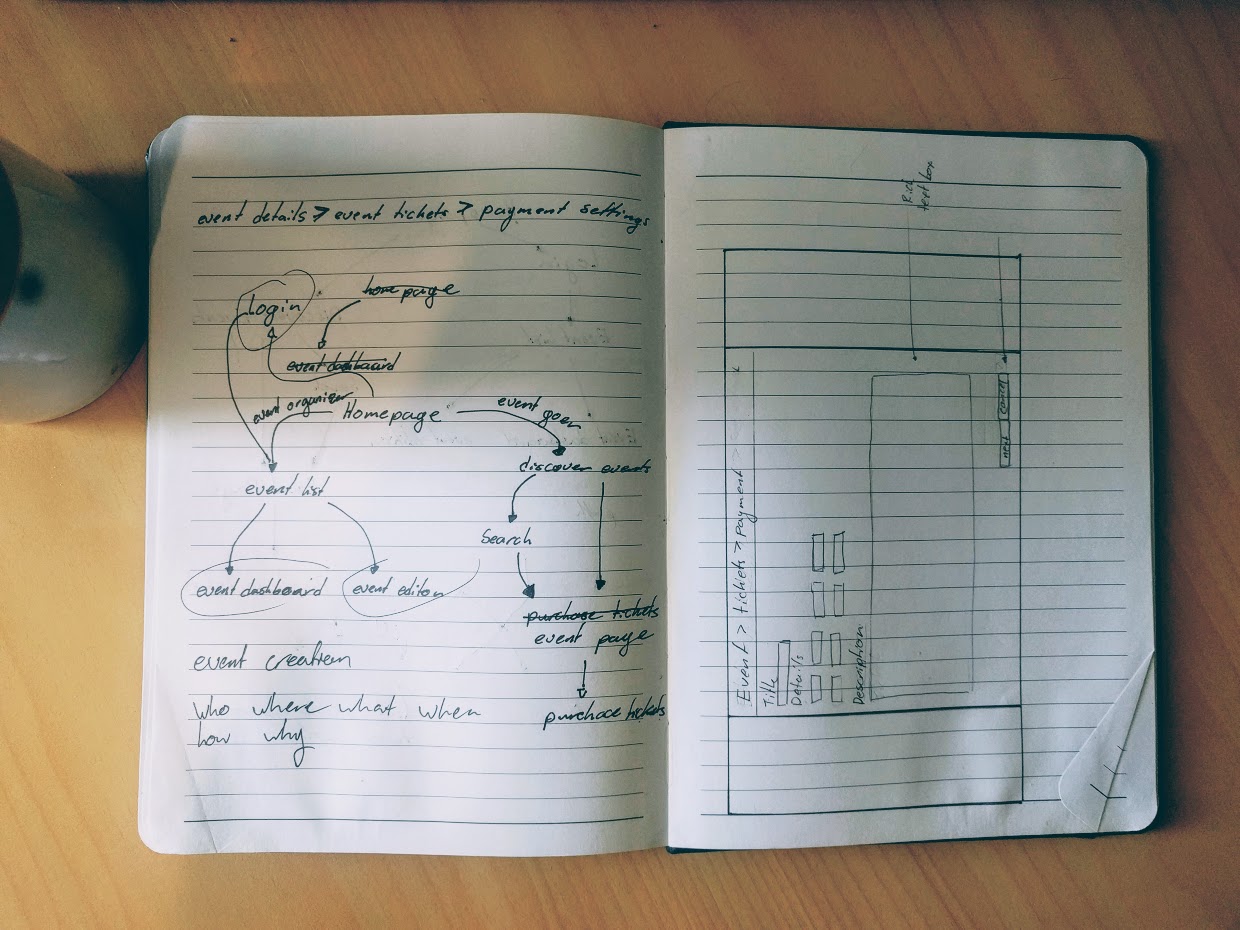 event details > event tickets > payment settings
Login
home page
event dashboard
event organiser
Homepage
event goer
discover events
event list
Search
event dashboard
event editor
purchase tickets
event page
event creation
who where what when
how why
purchace tickets
Rich
text box
Event > tickets > payment >
Title
Details
Description
next
cancel